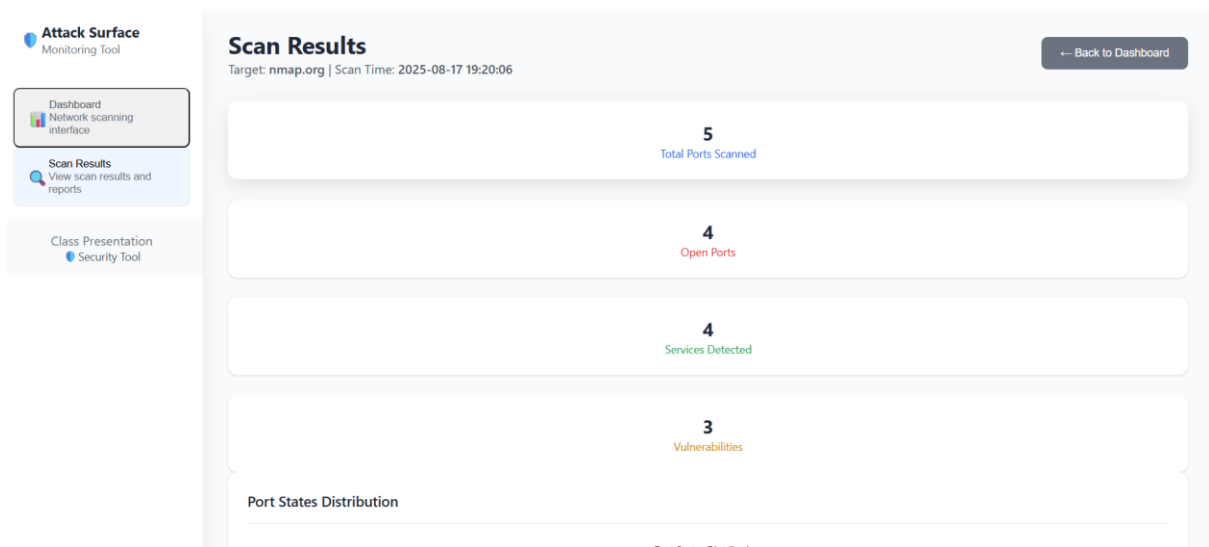 Attack Surface
Monitoring Tool
Dashboard
Network scanning
interface
Scan Results
View scan results and
reports
Class Presentation
Security Tool
Scan Results
Target: nmap.org | Scan Time: 2025-08-17 19:20:06
← Back to Dashboard
5
Total Ports Scanned
4
Open Ports
4
Services Detected
3
Vulnerabilities
Port States Distribution